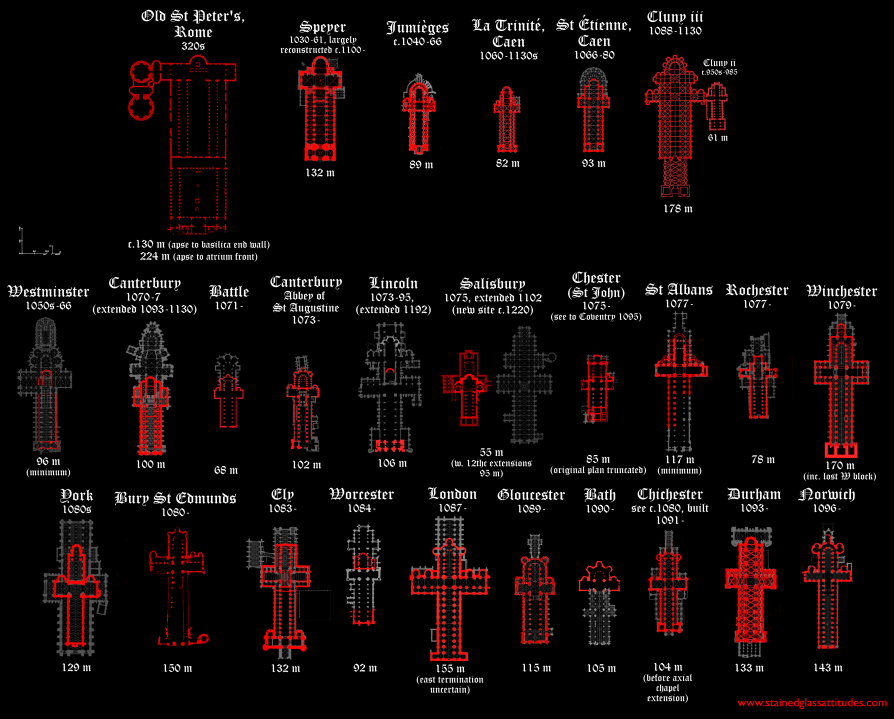 Old St Peter's,
Rome
320s
c.130 m (apse to basilica end wall)
224 m (apse to atrium front)
Speyer
1030-61, largely
reconstructed c.1100-
132 m
Jumièges
c.1040-66
89 m
La Trinité,
Caen
1060-1130s
82 m
St Étienne,
Caen
1066-80
93 m
Cluny iii
1088-1130
178 m
Cluny ii
c.950s-985
61 m
Westminster
1050s-66
96 m
(minimum)
Canterbury
1070-7
(extended 1093-1130)
100 m
Battle
1071-
68 m
Canterbury
Abbey of
St Augustine
1073-
102 m
Lincoln
1073-95,
(extended 1192)
106 m
Salisbury
1075, extended 1102
(new site c.1220)
55 m
(w. 12the extensions
95 m)
Chester
(St John)
1075-
(see to Coventry 1095)
85 m
(original plan truncated)
St Albans
1077-
117 m
(minimum)
Rochester
1077-
78 m
Winchester
1079-
170 m
(inc. lost W block)
York
1080s
129 m
Bury St Edmunds
1080-
150 m
Ely
1083-
132 m
Worcester
1084-
92 m
London
1087-
155 m
(east termination
uncertain)
Gloucester
1089-
115 m
Bath
1090-
105 m
Chichester
see c.1080, built
1091-
104 m
(before axial
chapel
extension)
Durham
1093-
133 m
Norwich
1096-
143 m
www.stainedglassattitudes.com